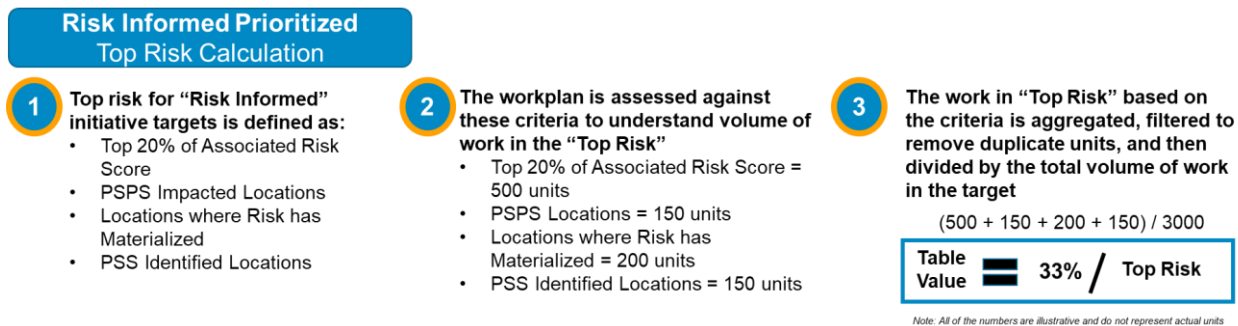 Risk Informed Prioritized
Top Risk Calculation
1
Top risk for “Risk Informed”
initiative targets is defined as:
• Top 20% of Associated Risk
Score
• PSPS Impacted Locations
• Locations where Risk has
Materialized
• PSS Identified Locations
2
The workplan is assessed against
these criteria to understand volume of
work in the “Top Risk”
• Top 20% of Associated Risk Score =
500 units
• PSPS Locations = 150 units
• Locations where Risk has
Materialized = 200 units
• PSS Identified Locations = 150 units
3
The work in “Top Risk” based on
the criteria is aggregated, filtered to
remove duplicate units, and then
divided by the total volume of work
in the target
(500 + 150 + 200 + 150) / 3000
Table
Value = 33% / Top Risk
Note: All of the numbers are illustrative and do not represent actual units